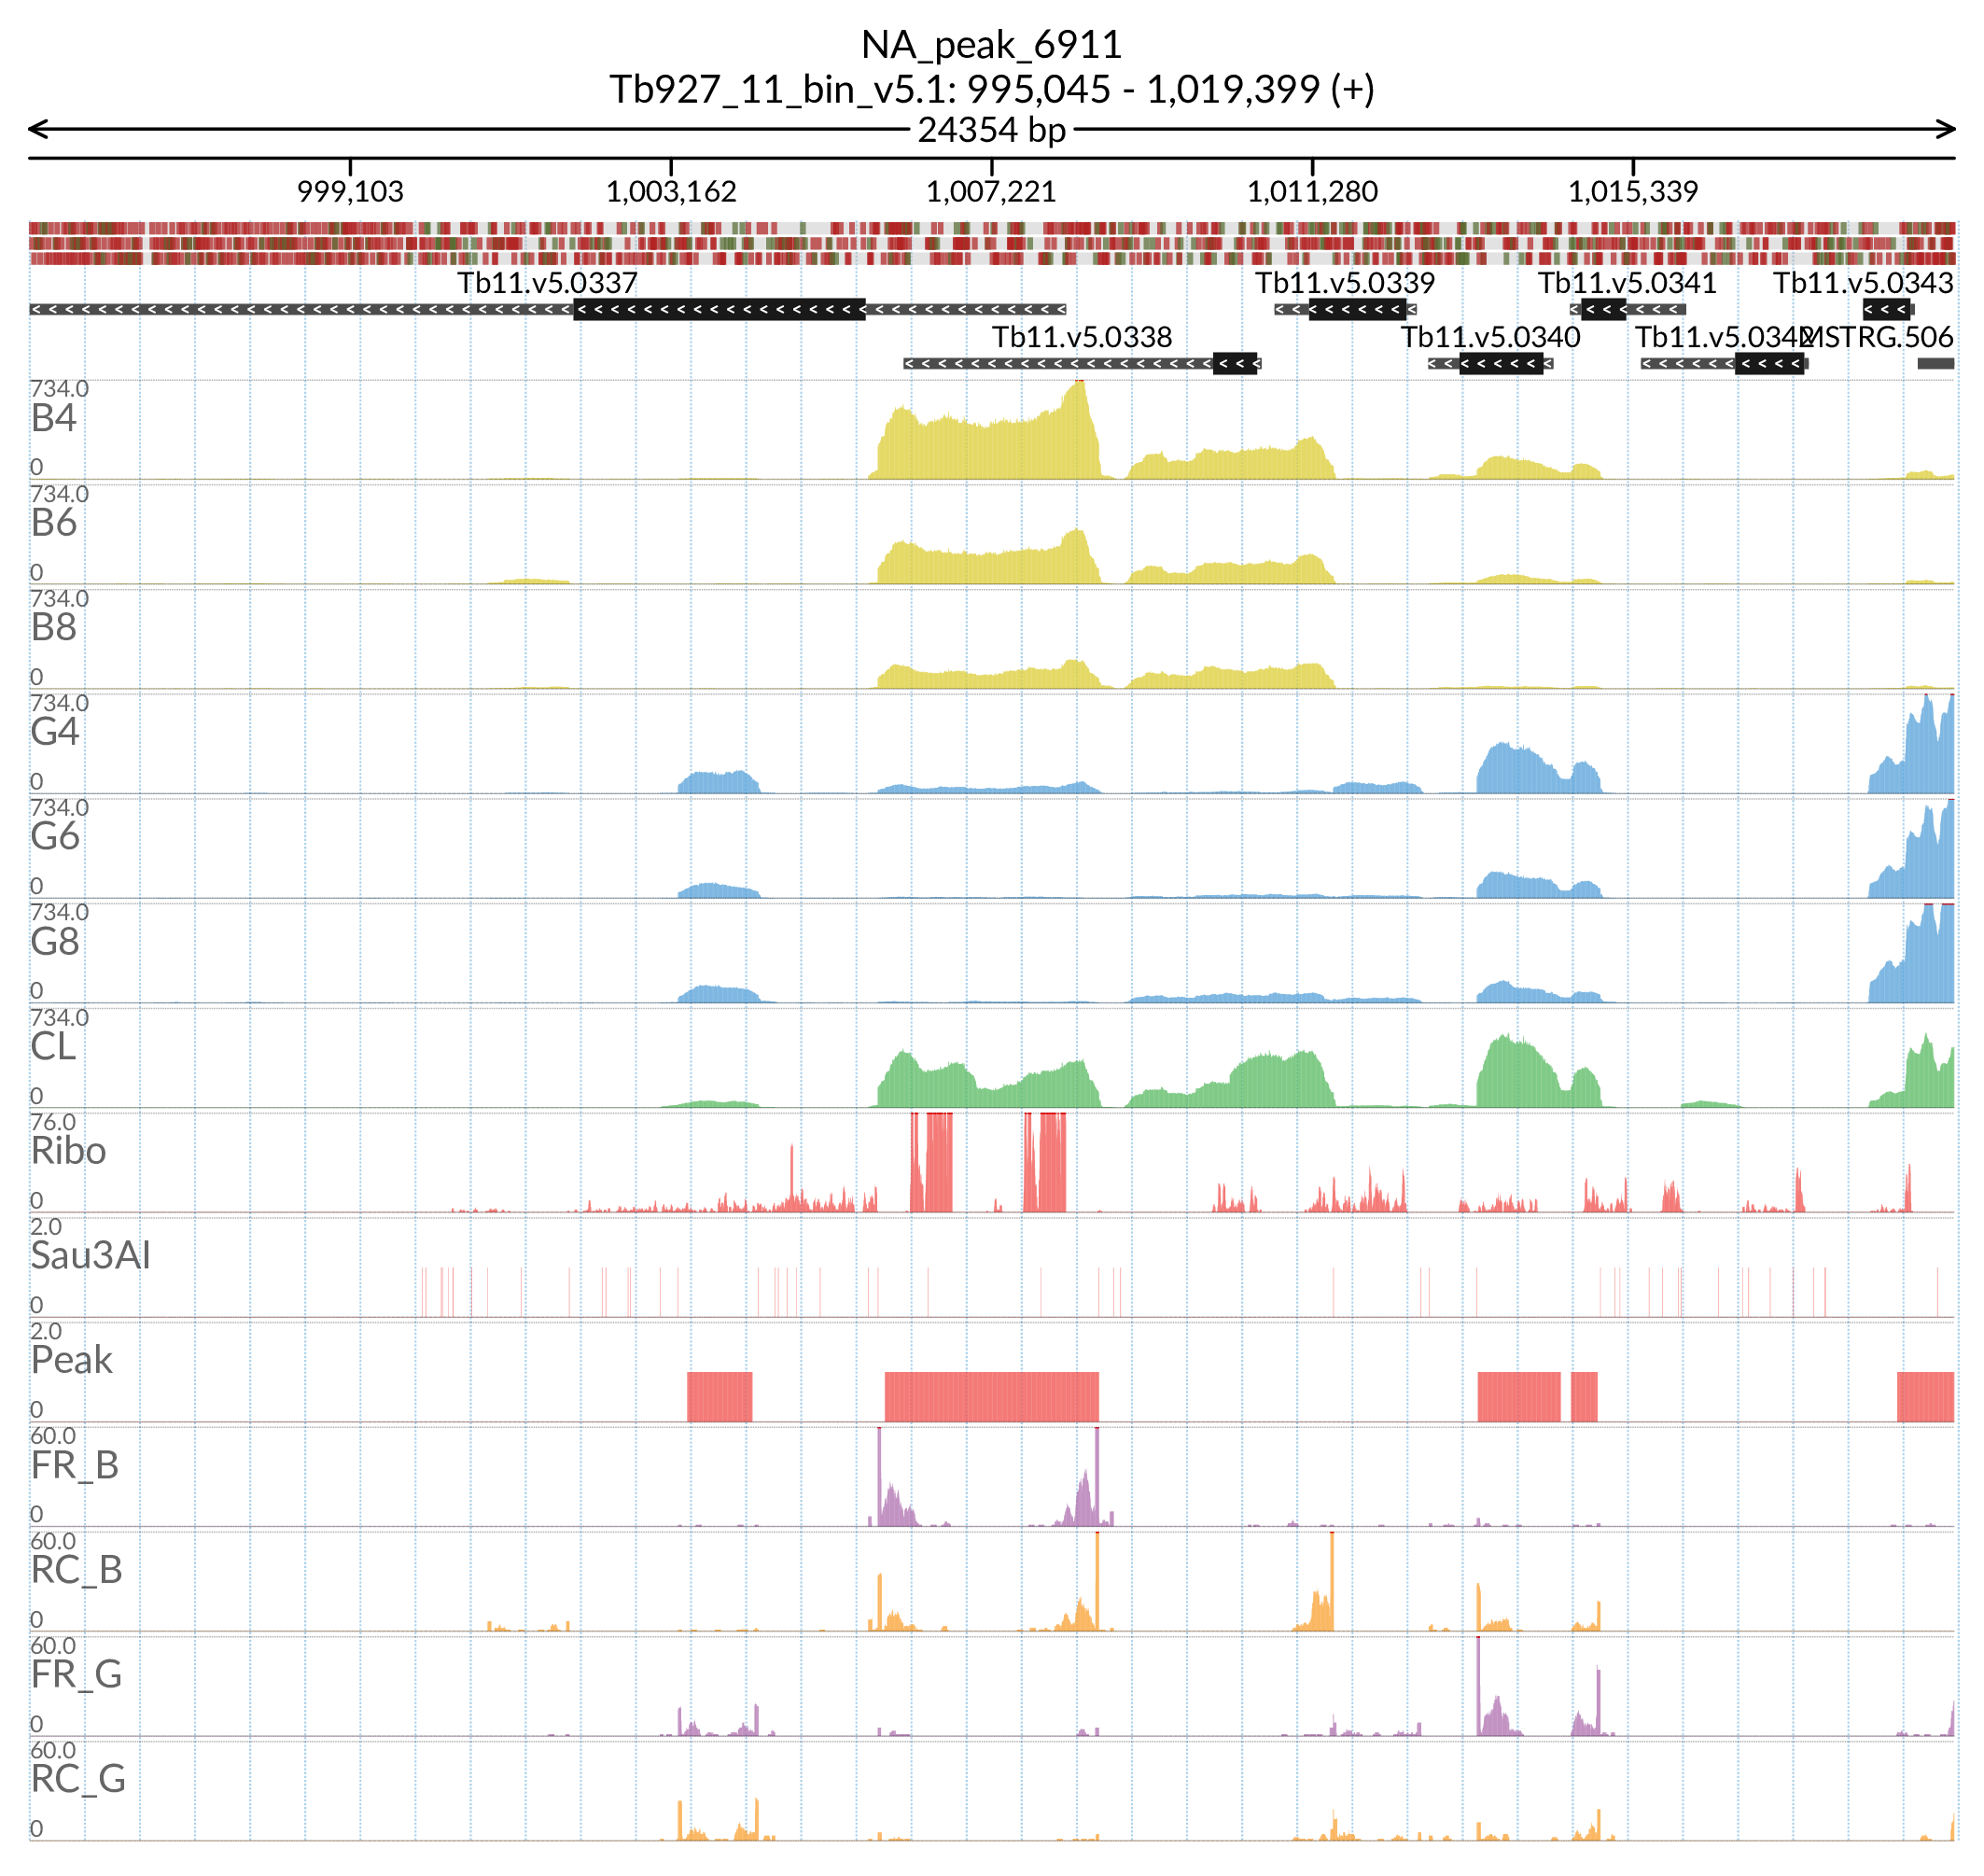 NA_peak_6911
Tb927_11_bin_v5.1: 995,045 - 1,019,399 (+)
24354 bp
999,103 1,003,162 1,007,221 1,011,280 1,015,339
Tb11.v5.0337 Tb11.v5.0339 Tb11.v5.0341 Tb11.v5.0343
Tb11.v5.0338 Tb11.v5.0340 Tb11.v5.0342 MSTRG.506
734.0
B4
0
734.0
B6
0
734.0
B8
0
734.0
G4
0
734.0
G6
0
734.0
G8
0
734.0
CL
0
76.0
Ribo
0
2.0
Sau3AI
0
2.0
Peak
0
60.0
FR_B
0
60.0
RC_B
0
60.0
FR_G
0
60.0
RC_G
0